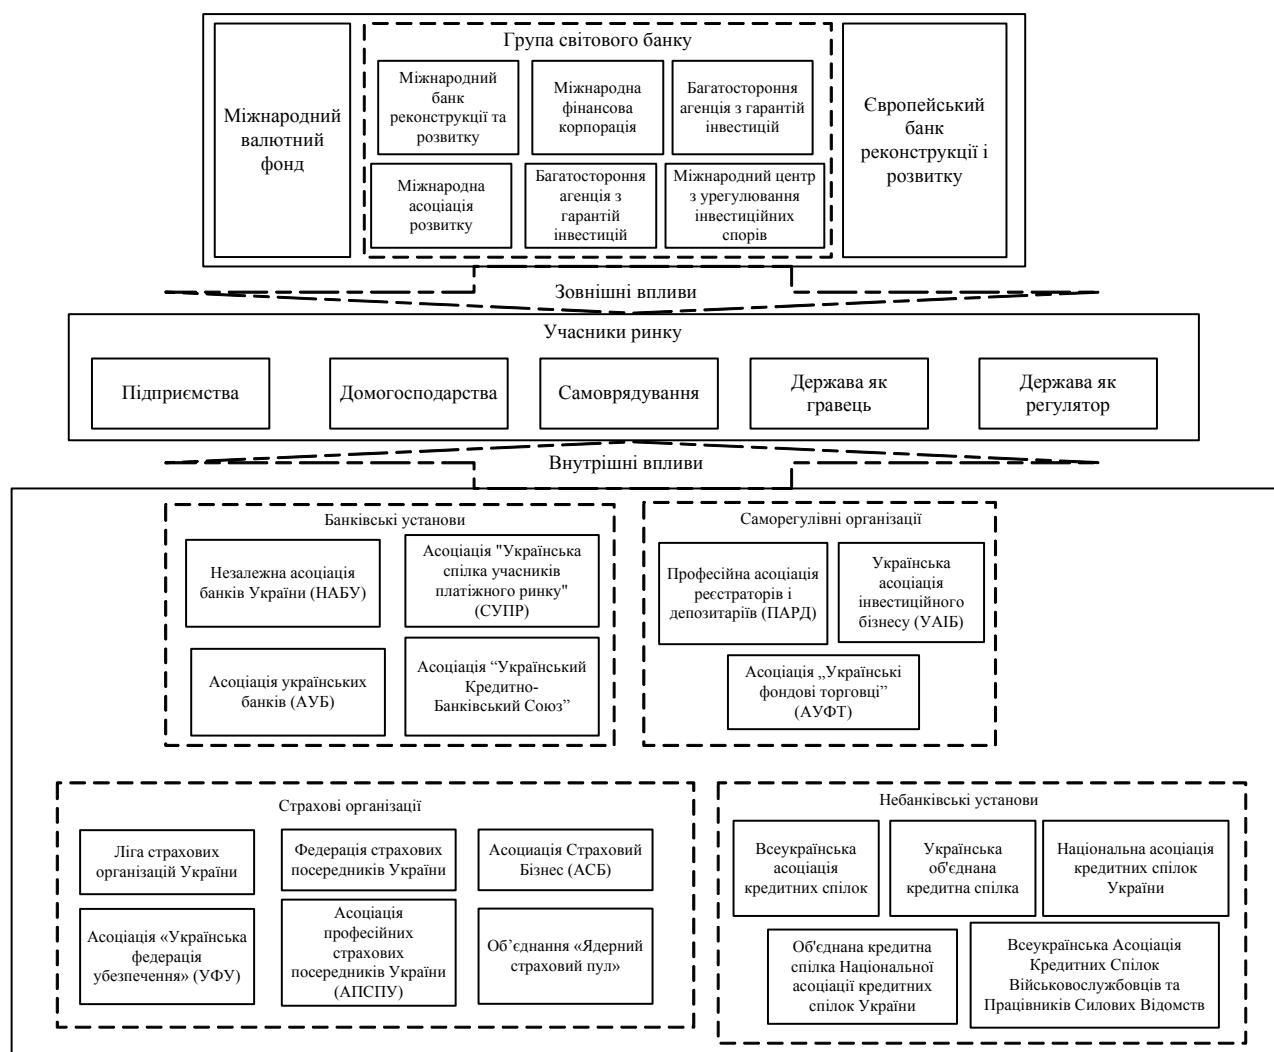 Міжнародний
валютний
фонд
Група світового банку
Міжнародний
банк
реконструкції та
розвитку
Міжнародна
фінансова
корпорація
Багатостороння
агенція з гарантій
інвестицій
Міжнародна
асоціація
розвитку
Багатостороння
агенція з
гарантій
інвестицій
Міжнародний центр
з урегулювання
інвестиційних
спорів
Європейський
банк
реконструкції і
розвитку
Зовнішні впливи
Учасники ринку
Підприємства
Домогосподарства
Самоврядування
Держава як
гравець
Держава як
регулятор
Внутрішні впливи
Банківські установи
Незалежна асоціація
банків України (НАБУ)
Асоціація "Українська
спілка учасників
платіжного ринку"
(СУПР)
Асоціація українських
банків (АУБ)
Асоціація “Український
Кредитно-
Банківський Союз”
Саморегулівні організації
Професійна асоціація
реєстраторів і
депозитаріїв (ПАРД)
Українська
асоціація
інвестиційного
бізнесу (УАІБ)
Асоціація „Українські
фондові торговці”
(АУФТ)
Страхові організації
Ліга страхових
організацій України
Федерація страхових
посередників України
Асоциація Страховий
Бізнес (АСБ)
Асоціація «Українська
федерація
убезпечення» (УФУ)
Асоціація
професійних
страхових
посередників України
(АПСПУ)
Об’єднання «Ядерний
страховий пул»
Небанківські установи
Всеукраїнська
асоціація
кредитних спілок
Українська
об'єднана
кредитна спілка
Національна асоціація
кредитних спілок
України
Об'єднана кредитна
спілка Національної
асоціації кредитних
спілок України
Всеукраїнська Асоціація
Кредитних Спілок
Військовослужбовців та
Працівників Силових Відомств